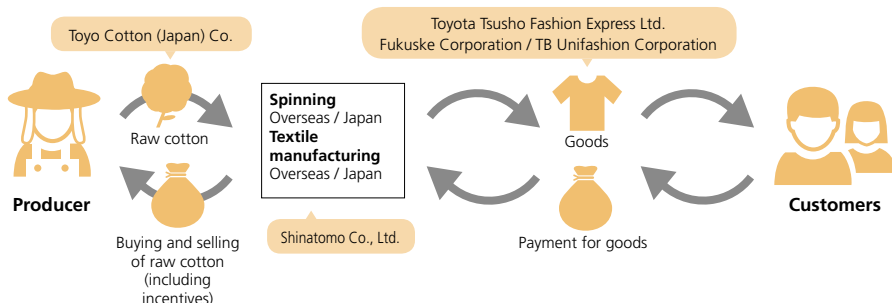 Toyo Cotton (Japan) Co.
Toyota Tsusho Fashion Express Ltd.
Fukuske Corporation / TB Unifashion Corporation
Raw cotton
Spinning
Overseas / Japan
Textile
manufacturing
Overseas / Japan
Goods
Producer
Buying and selling
of raw cotton
(including
incentives)
Shinatomo Co., Ltd.
Payment for goods
Customers